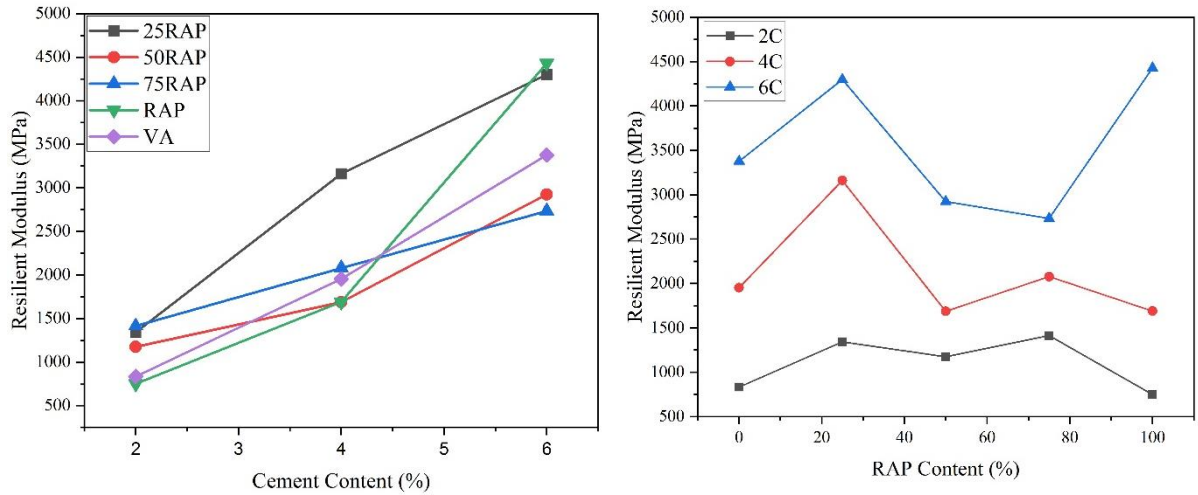 5000
4500
4000
3500
3000
2500
2000
1500
1000
500
Resilient Modulus (MPa)
25RAP
50RAP
75RAP
RAP
VA
2 3 4 5 6
Cement Content (%)
5000
4500
4000
3500
3000
2500
2000
1500
1000
500
Resilient Modulus (MPa)
2C
4C
6C
0 20 40 60 80 100
RAP Content (%)